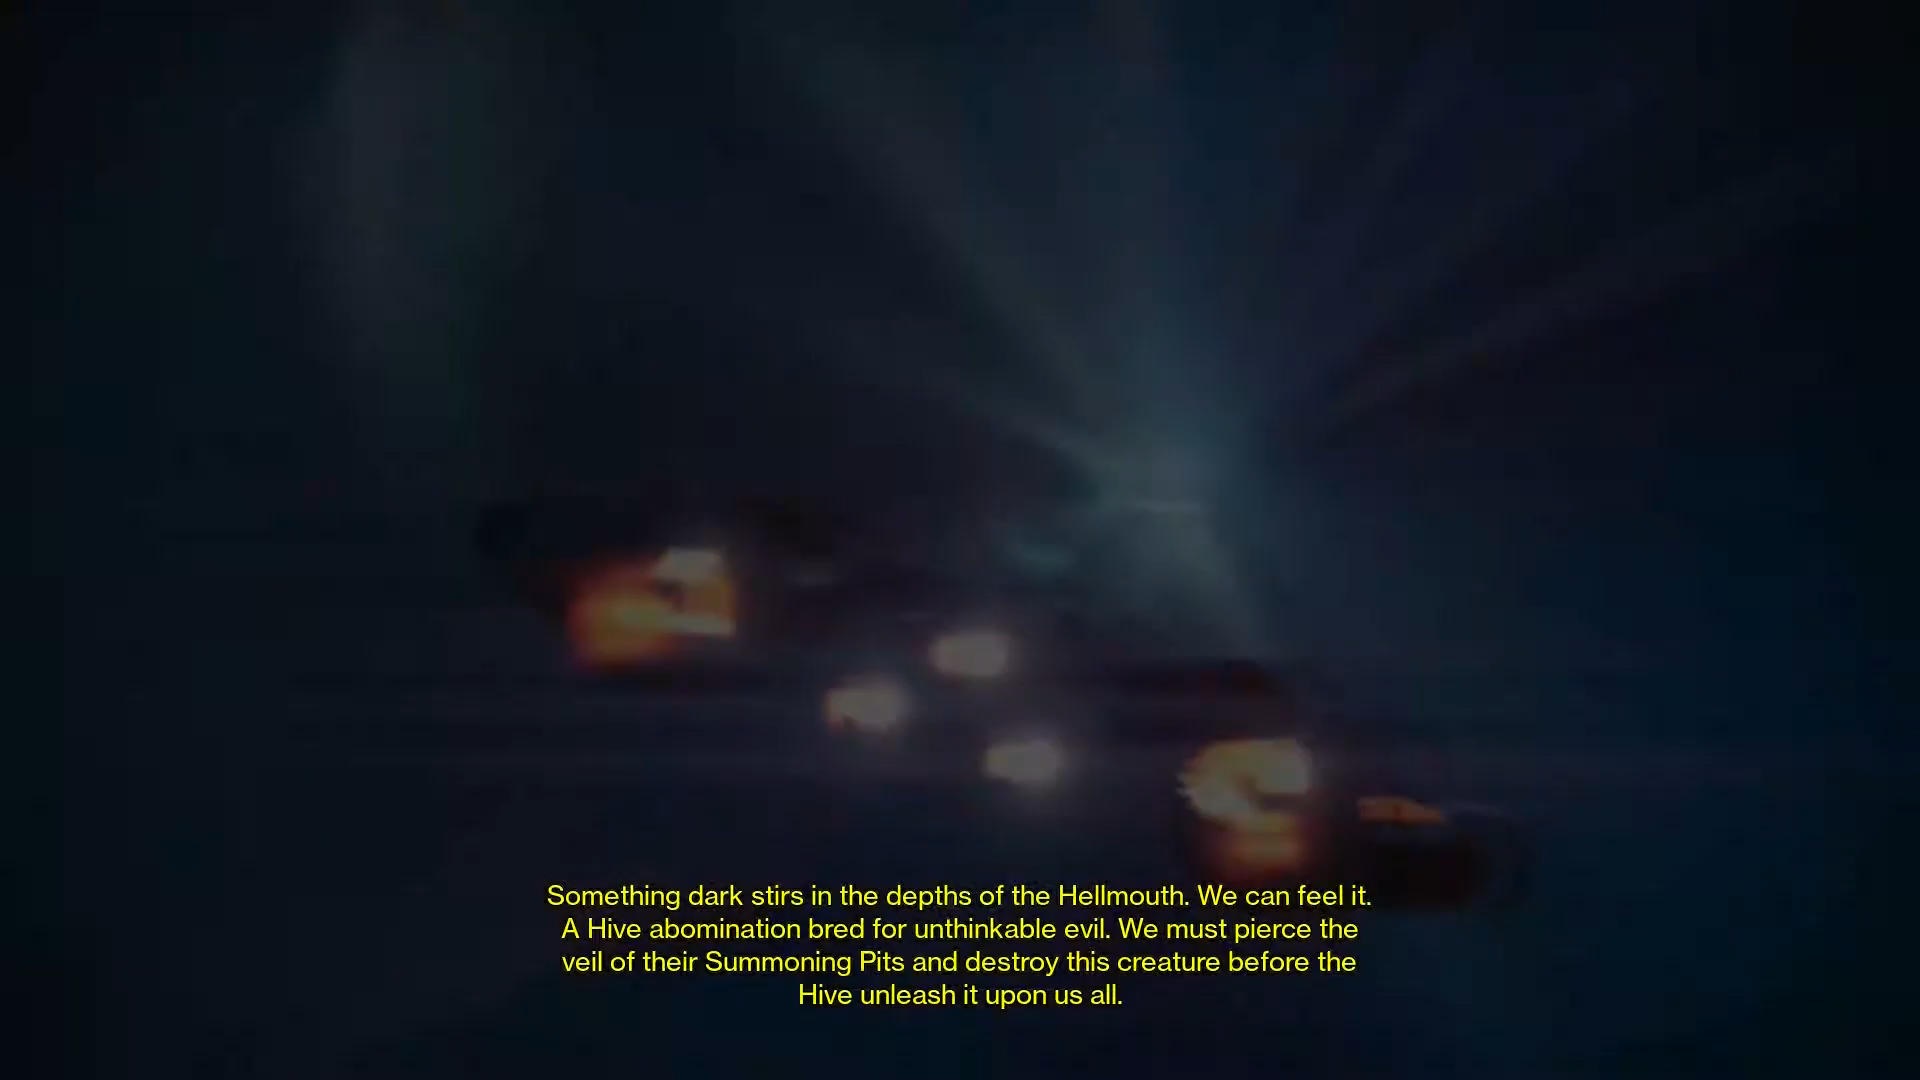 Something dark stirs in the depths of the Hellmouth. We can feel it.
A Hive abomination bred for unthinkable evil. We must pierce the
veil of their Summoning Pits and destroy this creature before the
Hive unleash it upon us all.